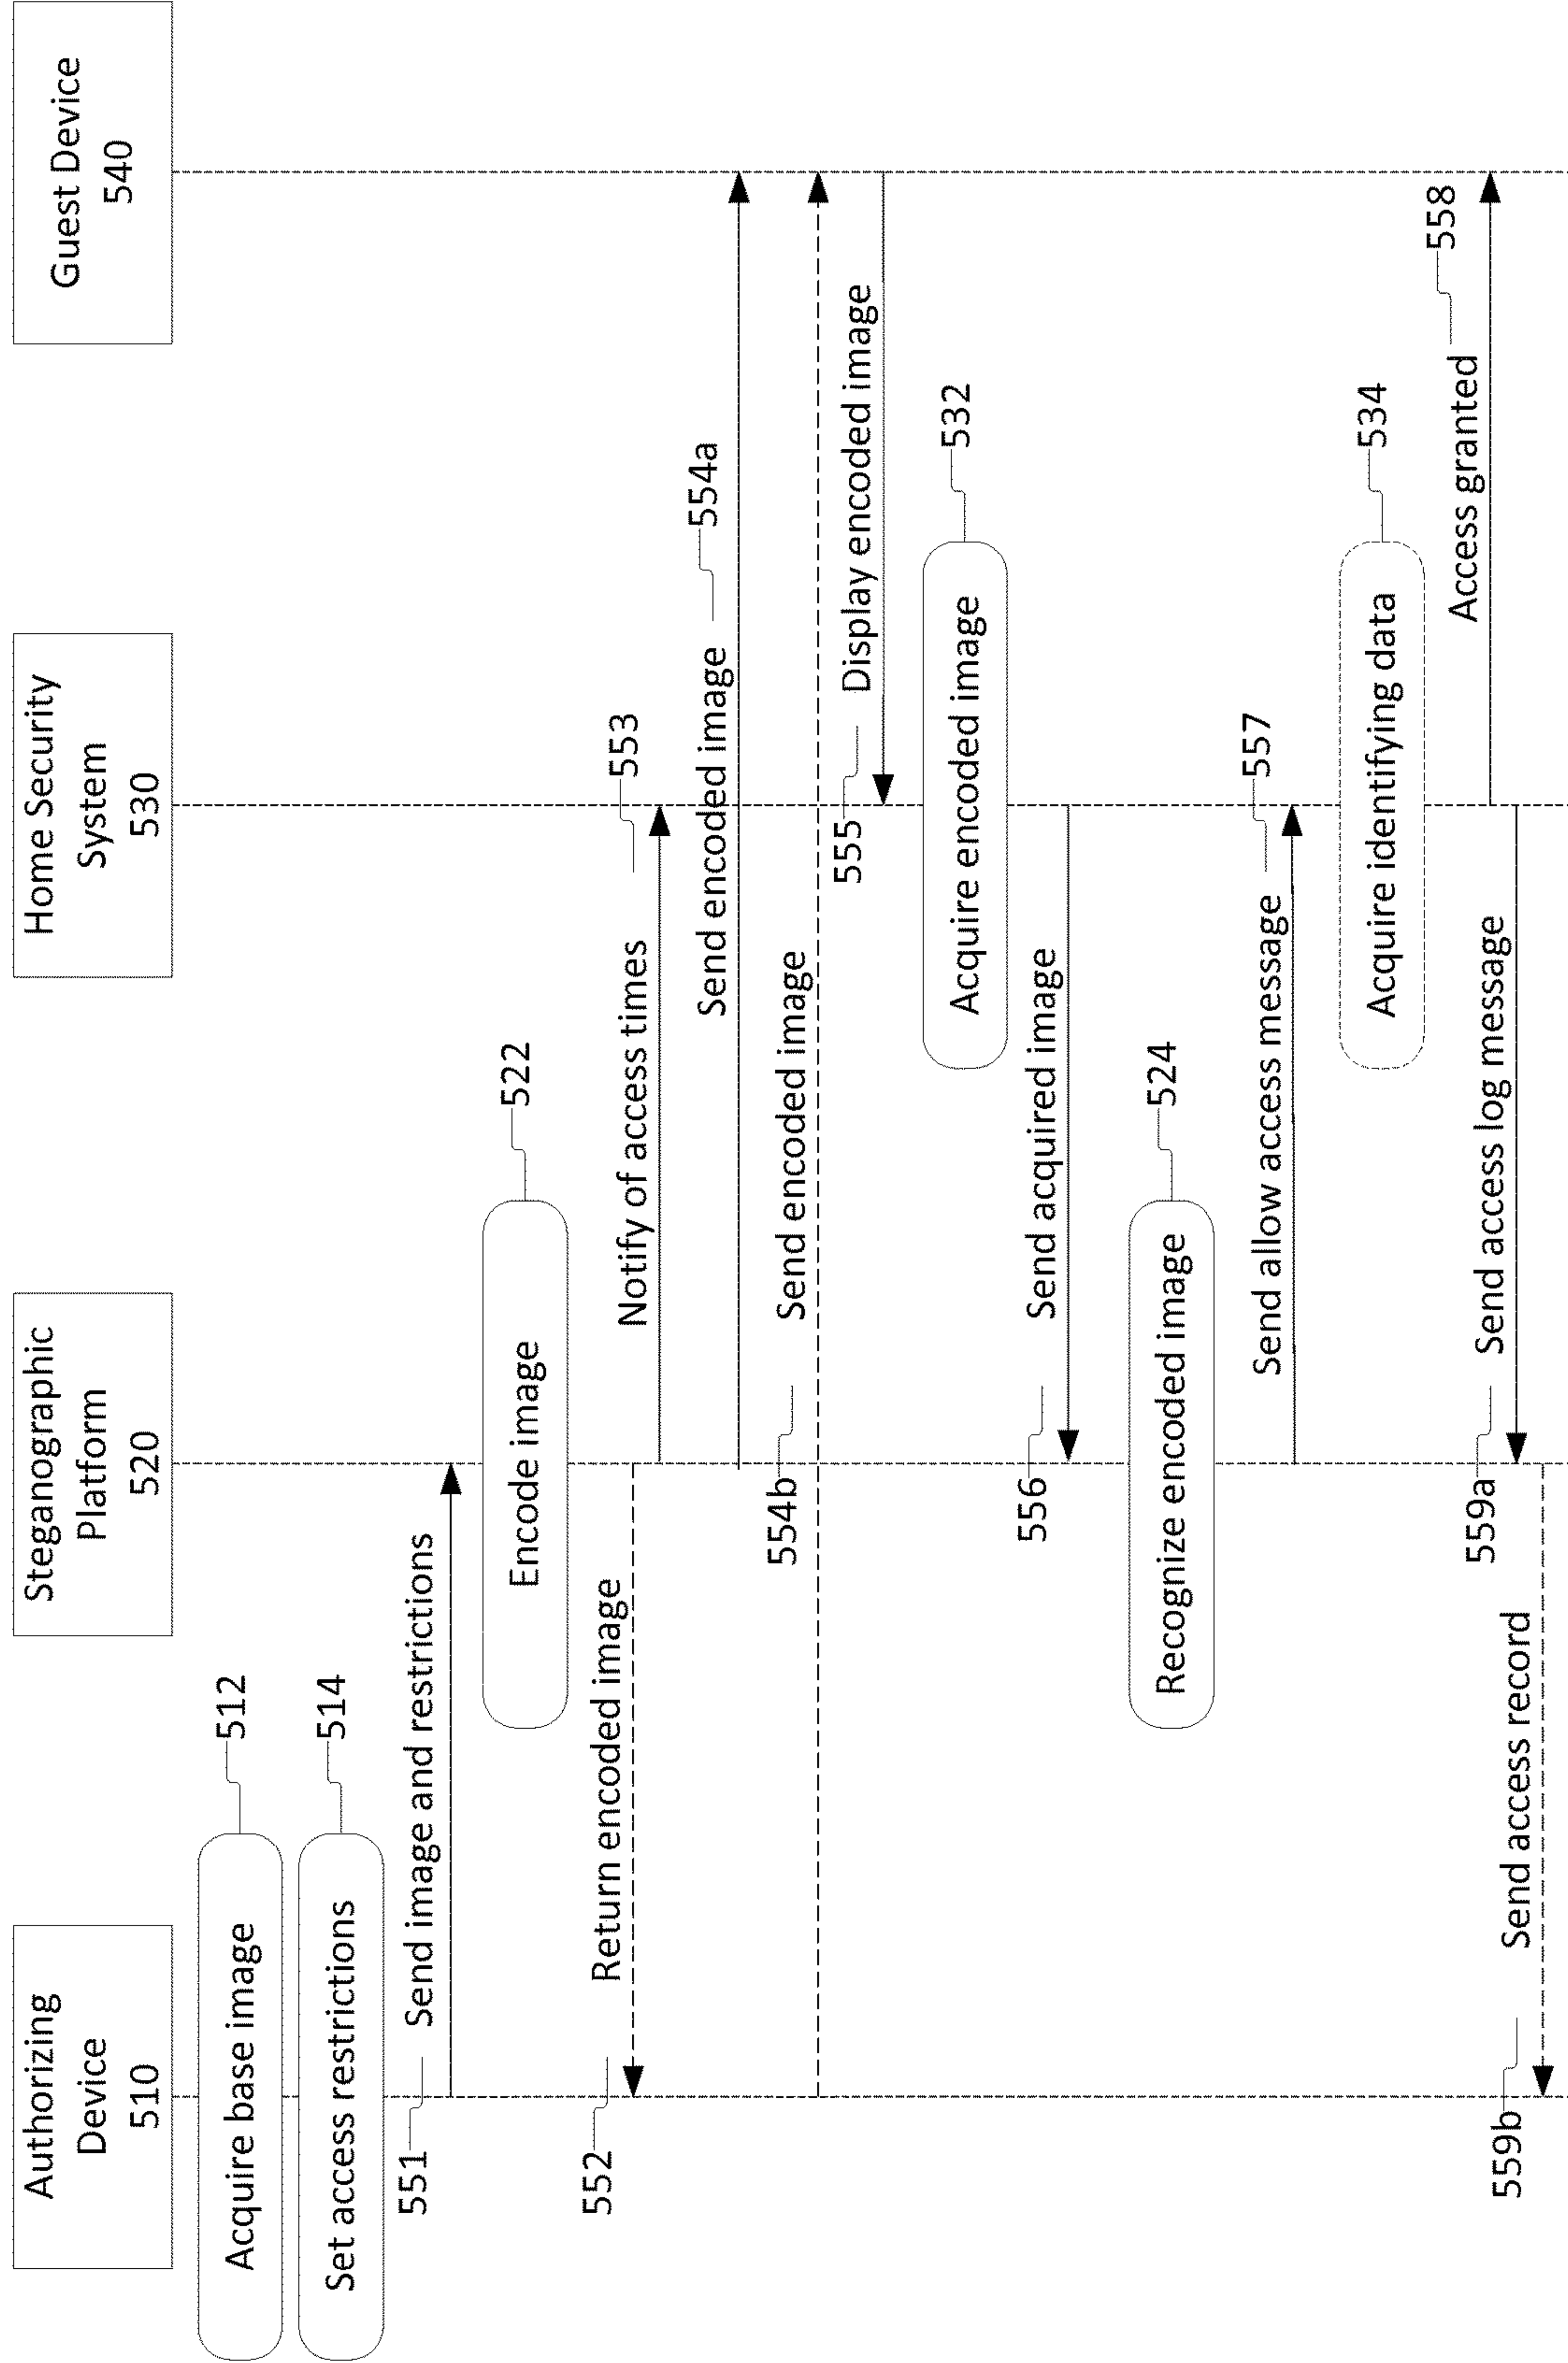 Authorizing
Device
510
Steganographic
Platform
520
Home Security
System
530
Guest Device
540
Acquire base image
512
Set access restrictions
514
551
Send image and restrictions
Encode image
522
552
Return encoded image
Notify of access times
553
Send encoded image
554a
554b
Send encoded image
555
Display encoded image
Acquire encoded image
532
556
Send acquired image
Recognize encoded image
524
Send allow access message
557
Acquire identifying data
534
Access granted
558
559a
Send access log message
559b
Send access record